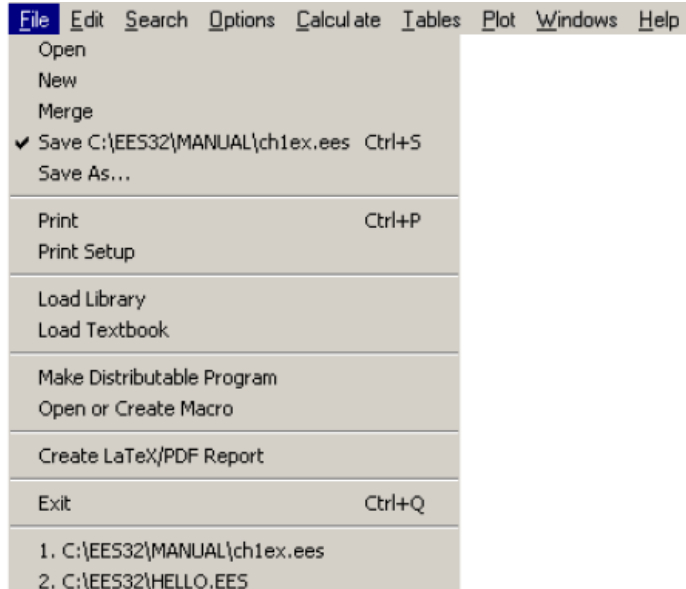 File Edit Search Options Calculate Tables Plot Windows Help
Open
New
Merge
✔ Save C:\EES32\MANUAL\ch1ex.ees Ctrl+S
Save As...
Print Ctrl+P
Print Setup
Load Library
Load Textbook
Make Distributable Program
Open or Create Macro
Create LaTeX/PDF Report
Exit Ctrl+Q
1. C:\EES32\MANUAL\ch1ex.ees
2. C:\EES32\HELLO.EES